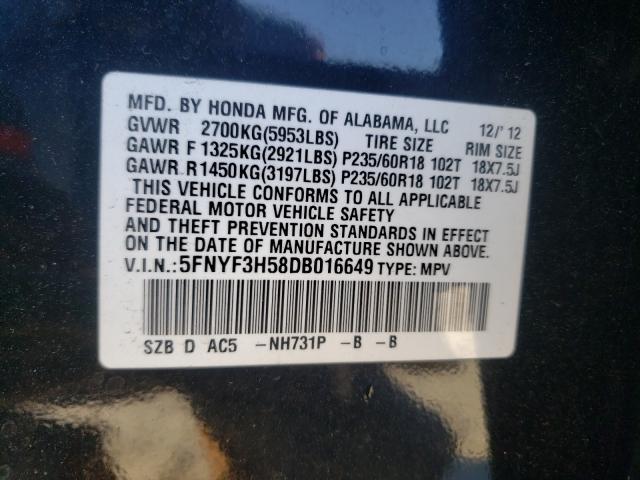 MFD. BY HONDA MFG. OF ALABAMA, LLC 12/'12
GVWR 2700KG(5953LBS) TIRE SIZE RIM SIZE
GAWR F 1325KG(2921LBS) P235/60R18 102T 18X7.5J
GAWR R1450KG(3197LBS) P235/60R18 102T 18X7.5J
THIS VEHICLE CONFORMS TO ALL APPLICABLE
FEDERAL MOTOR VEHICLE SAFETY
AND THEFT PREVENTION STANDARDS IN EFFECT
ON THE DATE OF MANUFACTURE SHOWN ABOVE.
V.I.N.:5FNYF3H58DB016649 TYPE: MPV
SZB D AC5 -NH731P -B -B